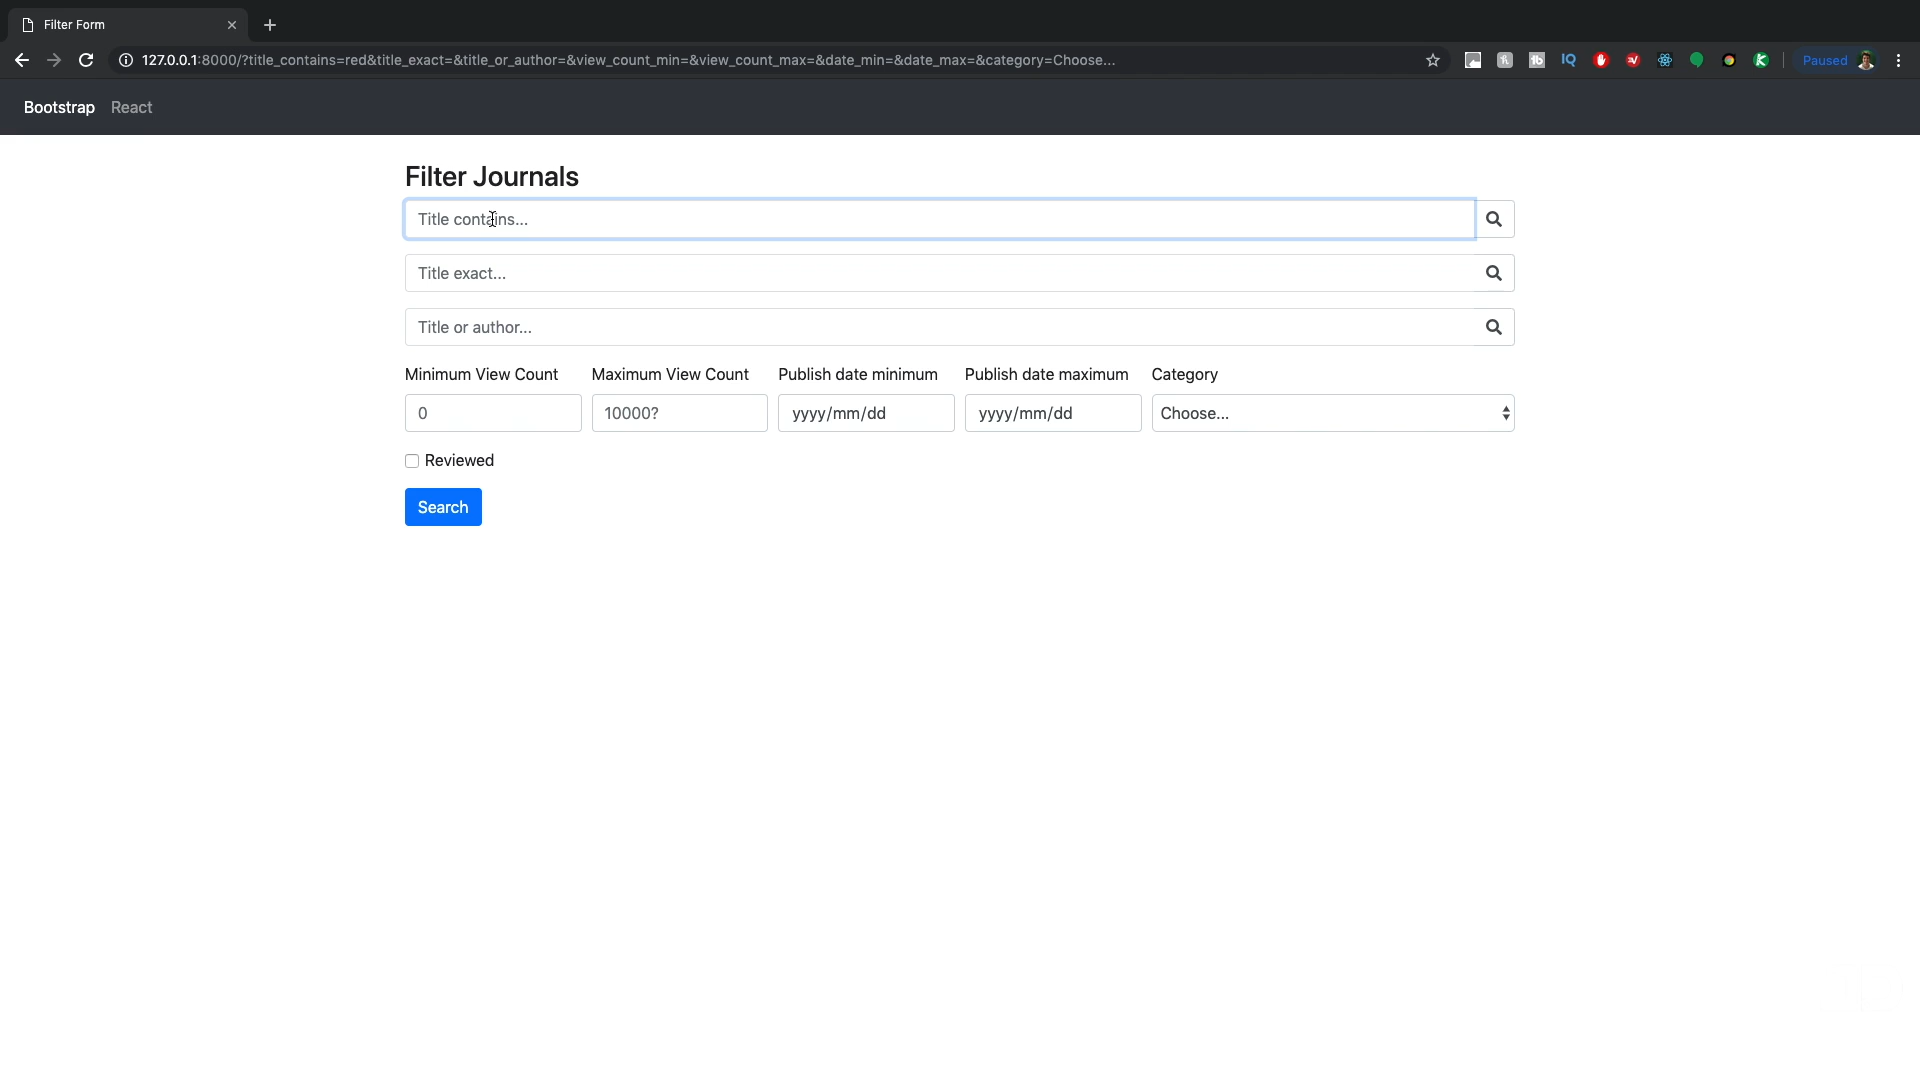 Filter Form
127.0.0.1:8000/?title_contains=red&title_exact=&title_or_author=&view_count_min=&view_count_max=&date_min=&date_max=&category=Choose...
IQ
Paused
Bootstrap React
Filter Journals
Title contains...
Title exact...
Title or author...
Minimum View Count Maximum View Count Publish date minimum Publish date maximum Category
0 10000? yyyy/mm/dd yyyy/mm/dd Choose...
Reviewed
Search